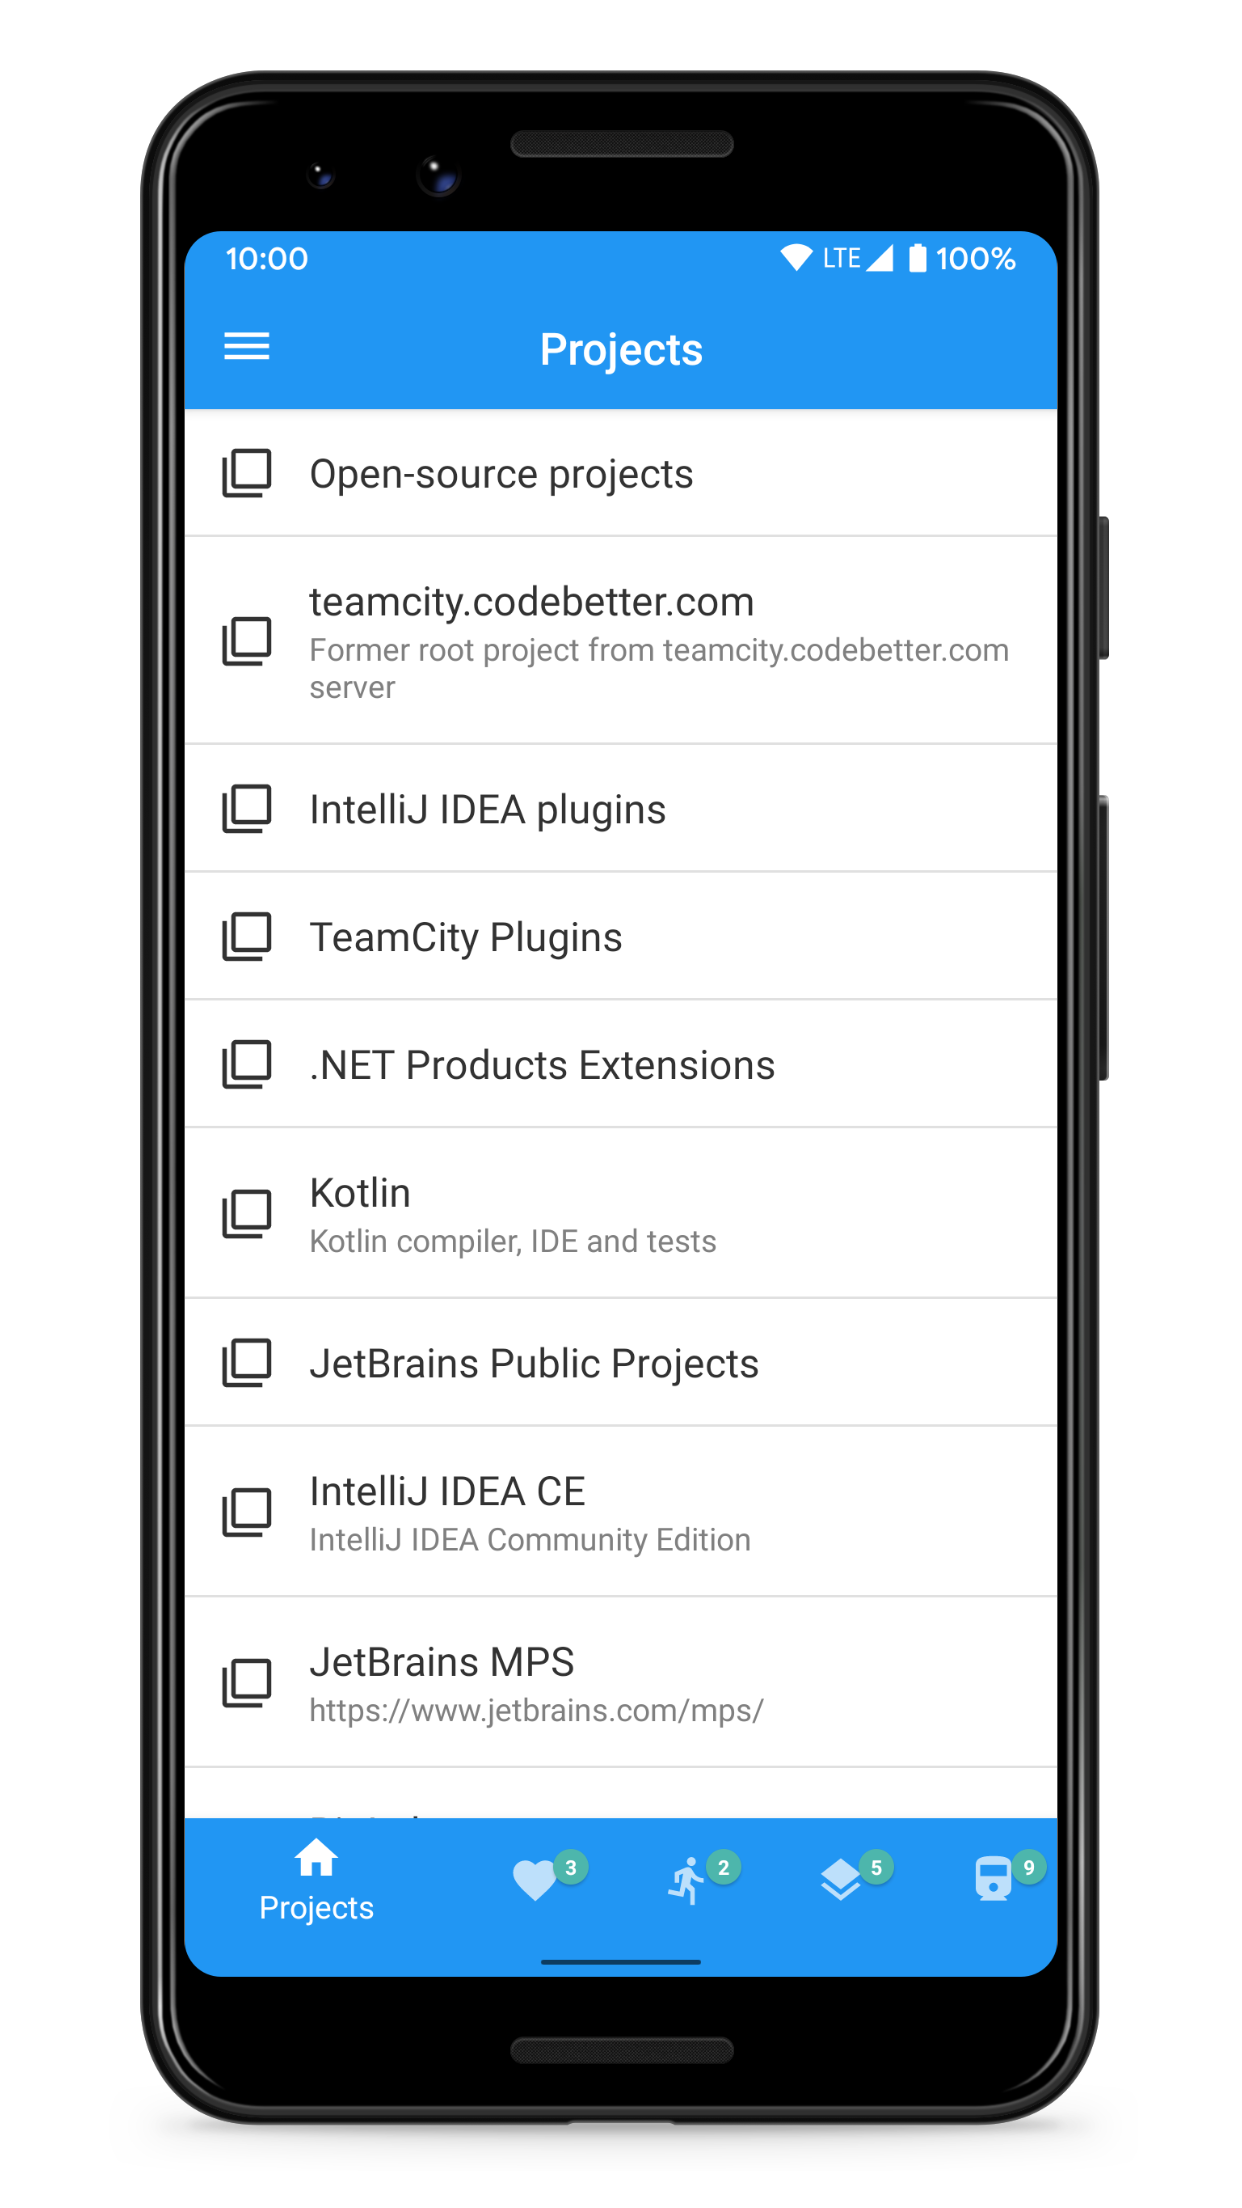 10:00 LTE 100%
Projects
Open-source projects
teamcity.codebetter.com
Former root project from teamcity.codebetter.com
server
IntelliJ IDEA plugins
TeamCity Plugins
.NET Products Extensions
Kotlin
Kotlin compiler, IDE and tests
JetBrains Public Projects
IntelliJ IDEA CE
IntelliJ IDEA Community Edition
JetBrains MPS
https://www.jetbrains.com/mps/
3 2 5 9
Projects